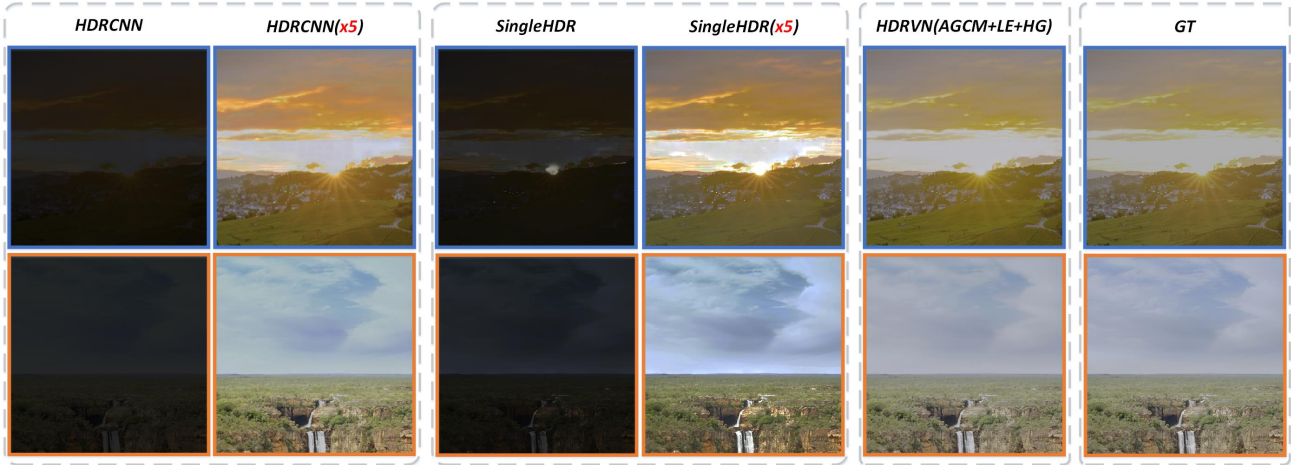 HDRCNN
HDRCNN(x5)
SingleHDR
SingleHDR(x5)
HDRVN(AGCM+LE+HG)
GT